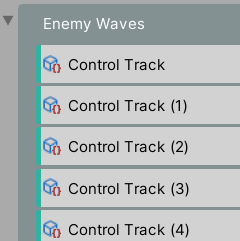 Enemy Waves
Control Track
Control Track (1)
Control Track (2)
Control Track (3)
Control Track (4)